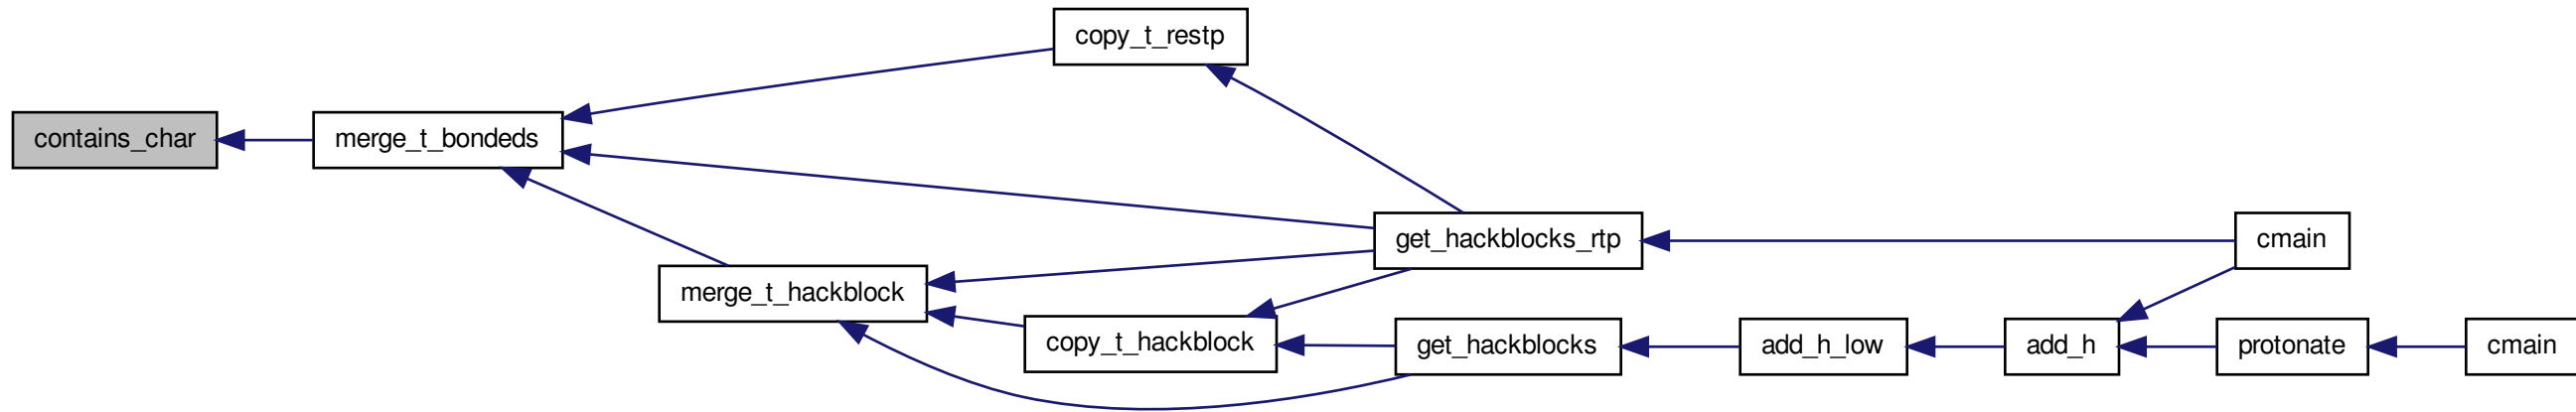 copy_t_restp
contains_char
merge_t_bondeds
get_hackblocks_rtp
cmain
merge_t_hackblock
copy_t_hackblock
get_hackblocks
add_h_low
add_h
protonate
cmain